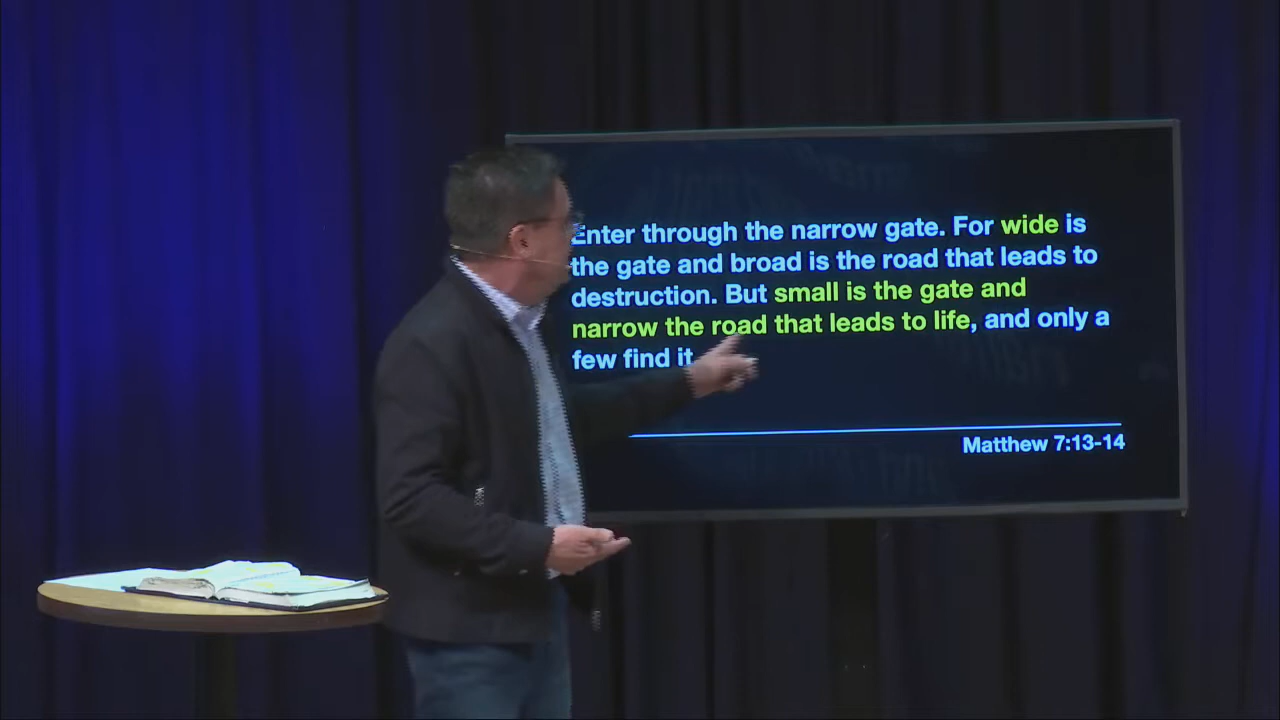 Enter through the narrow gate. For wide is
the gate and broad is the road that leads to
destruction. But small is the gate and
narrow the road that leads to life, and only a
few find it
Matthew 7:13-14